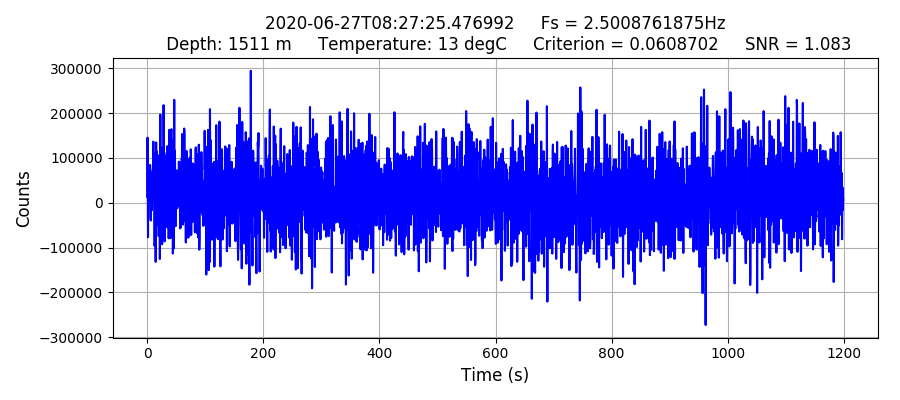 2020-06-27T08:27:25.476992 Fs = 2.5008761875Hz
Depth: 1511 m Temperature: 13 degC Criterion = 0.0608702 SNR = 1.083
300000
200000
100000
0
−100000
−200000
−300000
Counts
0 200 400 600 800 1000 1200
Time (s)